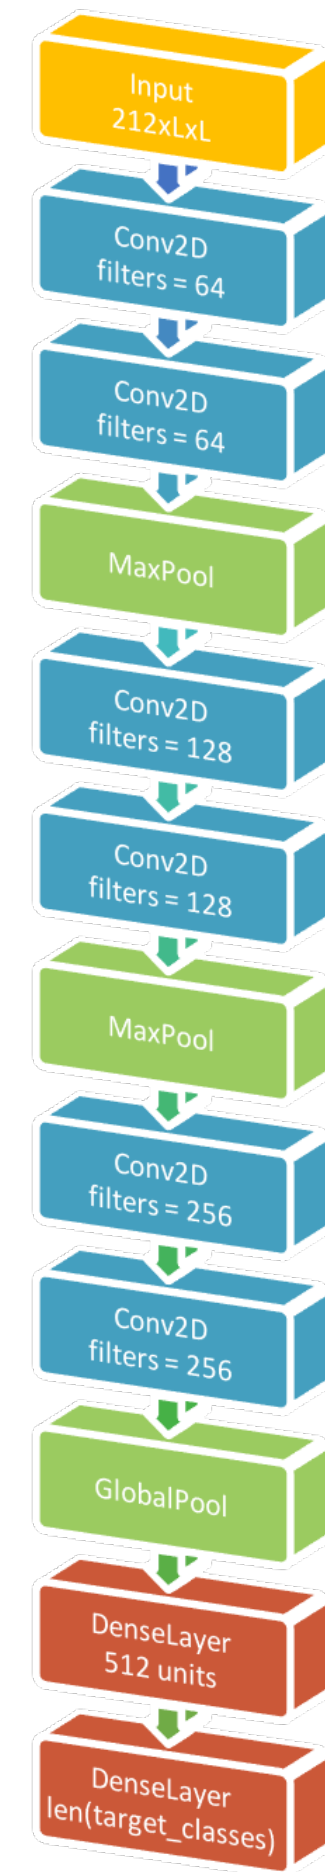 Input
212xLxL
Conv2D
filters = 64
Conv2D
filters = 64
MaxPool
Conv2D
filters = 128
Conv2D
filters = 128
MaxPool
Conv2D
filters = 256
Conv2D
filters = 256
GlobalPool
DenseLayer
512 units
DenseLayer
len(target_classes)